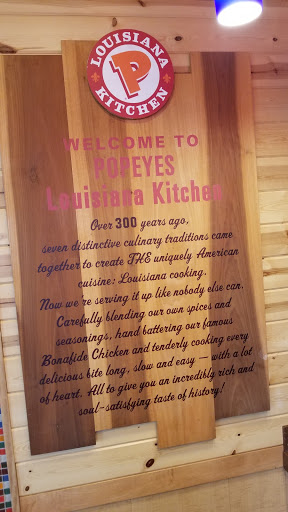 LOUISIANA
P
KITCHEN
WELCOME TO
POPEYES
Louisiana Kitchen
Over 300 years ago,
seven distinctive culinary traditions came
together to create THE uniquely American
cuisine: Louisiana cooking.
Now we're serving it up like nobody else can.
Carefully blending our own spices and
seasonings, hand battering our famous
Bonafide Chicken and tenderly cooking every
delicious bite long, slow and easy — with a lot
of heart. All to give you an incredibly rich and
soul-satisfying taste of history!